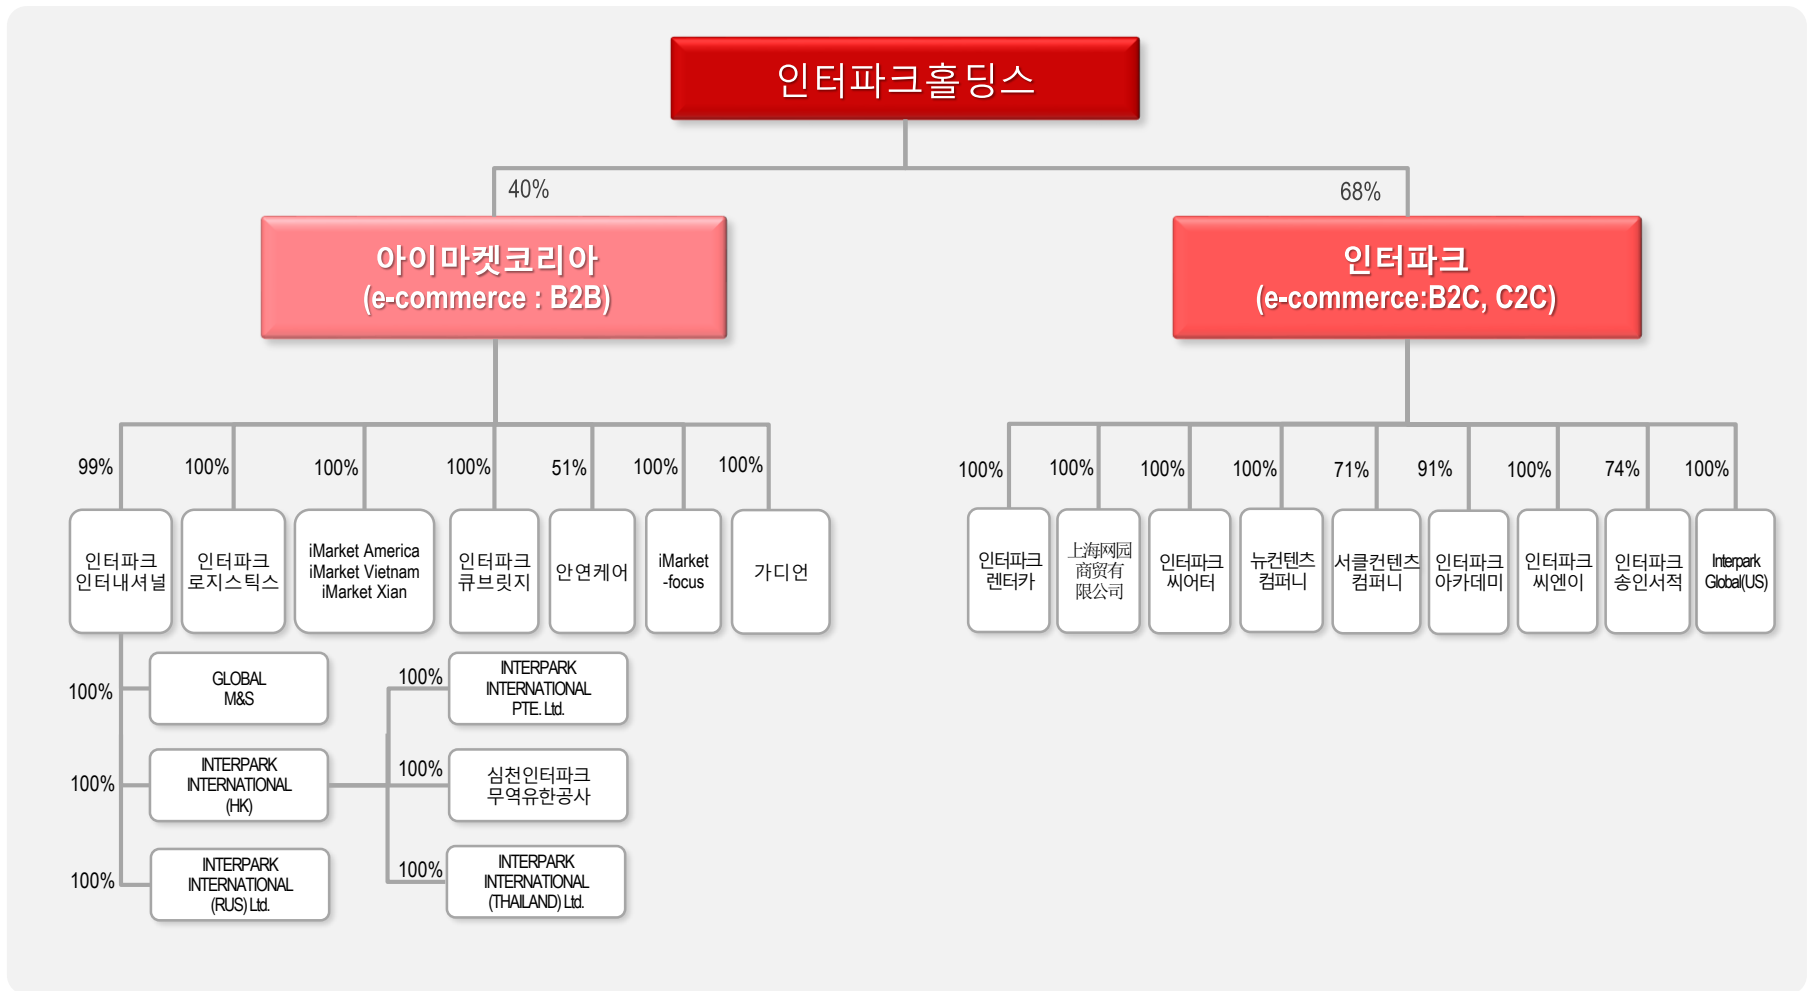 인터파크홀딩스
40%
68%
아이마켓코리아
(e-commerce : B2B)
인터파크
(e-commerce:B2C, C2C)
99%
100%
100%
100%
51%
100%
100%
100%
100%
100%
100%
71%
91%
100%
74%
100%
인터파크
인터내셔널
인터파크
로지스틱스
iMarket America
iMarket Vietnam
iMarket Xian
인터파크
큐브릿지
안연케어
iMarket
-focus
가디언
인터파크
렌터카
上海网园
商贸有
限公司
인터파크
씨어터
뉴컨텐츠
컴퍼니
서클컨텐츠
컴퍼니
인터파크
아카데미
인터파크
씨엔이
인터파크
송인서적
Interpark
Global(US)
100%
GLOBAL
M&S
100%
INTERPARK
INTERNATIONAL
PTE. Ltd.
100%
INTERPARK
INTERNATIONAL
(HK)
100%
심천인터파크
무역유한공사
100%
INTERPARK
INTERNATIONAL
(RUS) Ltd.
100%
INTERPARK
INTERNATIONAL
(THAILAND) Ltd.